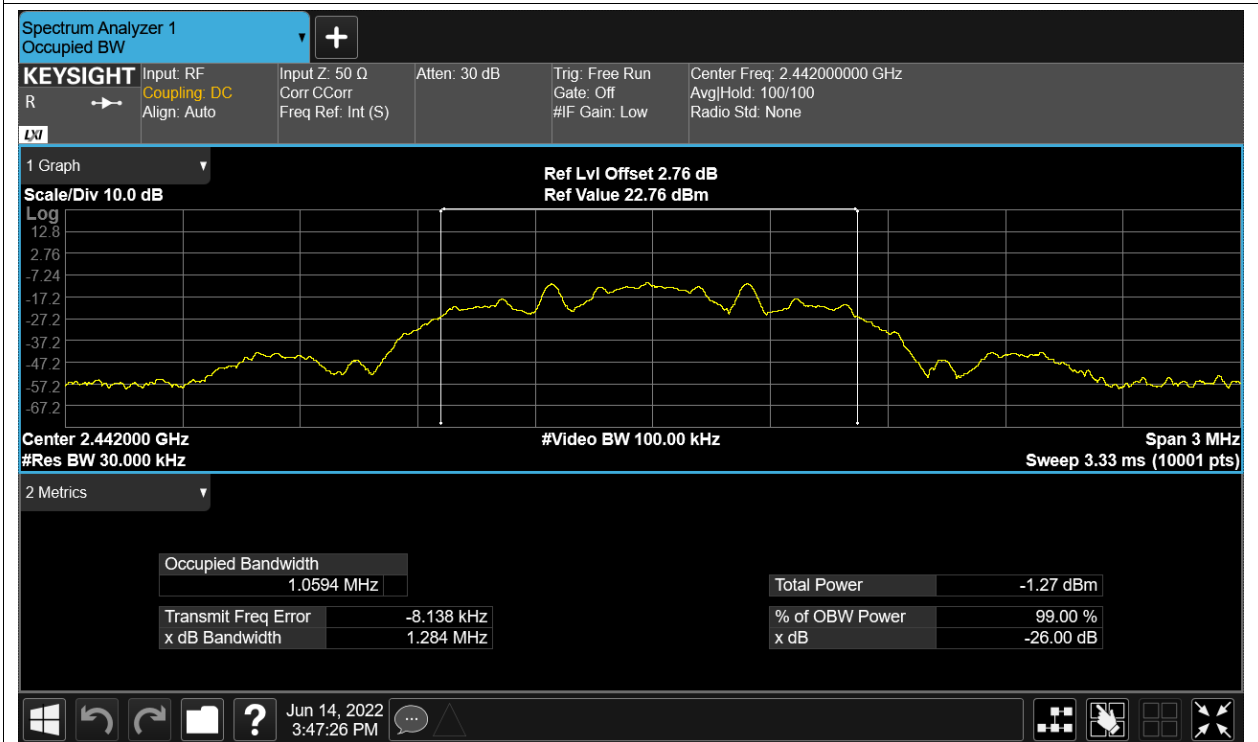 Spectrum Analyzer 1
Occupied BW
KEYSIGHT Input: RF Input Z: 50 Ω Atten: 30 dB Trig: Free Run Center Freq: 2.442000000 GHz
R Coupling: DC Corr CCorr Gate: Off Avg|Hold: 100/100
Align: Auto Freq Ref: Int (S) #IF Gain: Low Radio Std: None
LXI
1 Graph Ref Lvl Offset 2.76 dB
Scale/Div 10.0 dB Ref Value 22.76 dBm
Log
12.8
2.76
-7.24
-17.2
-27.2
-37.2
-47.2
-57.2
-67.2
Center 2.442000 GHz #Video BW 100.00 kHz Span 3 MHz
#Res BW 30.000 kHz Sweep 3.33 ms (10001 pts)
2 Metrics
Occupied Bandwidth
1.0594 MHz Total Power -1.27 dBm
Transmit Freq Error -8.138 kHz % of OBW Power 99.00 %
x dB Bandwidth 1.284 MHz x dB -26.00 dB
? Jun 14, 2022
3:47:26 PM